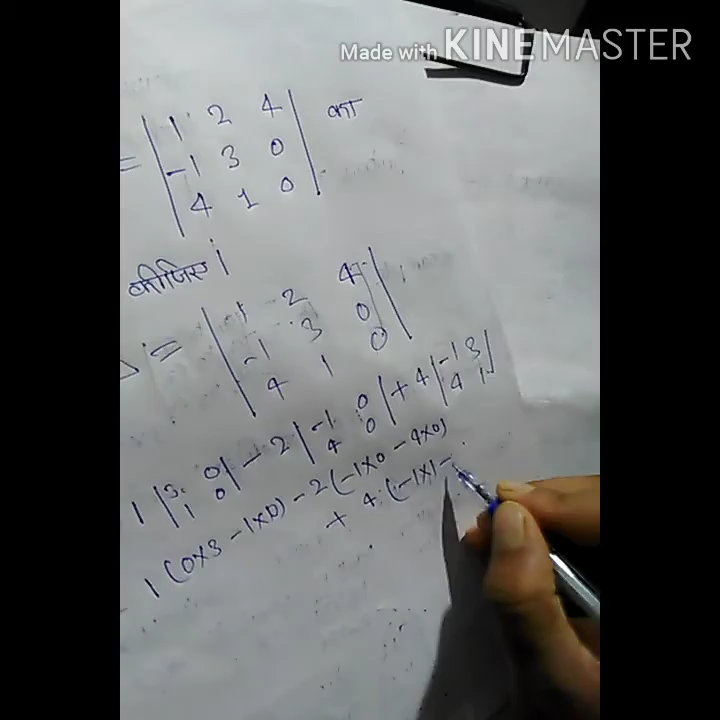 Made with KINEMASTER
= | 1 2 4 | का
| -1 3 0 |
| 4 1 0 |
कीजिए।
Δ = | 1 2 4 |
| -1 3 0 |
| 4 1 0 |
1 | 3 0 | - 2 | -1 0 | + 4 | -1 3 |
| 1 0 | | 4 0 | | 4 1 |
1 (0×3 - 1×0) - 2 (-1×0 - 4×0)
+ 4 (-1×1 -